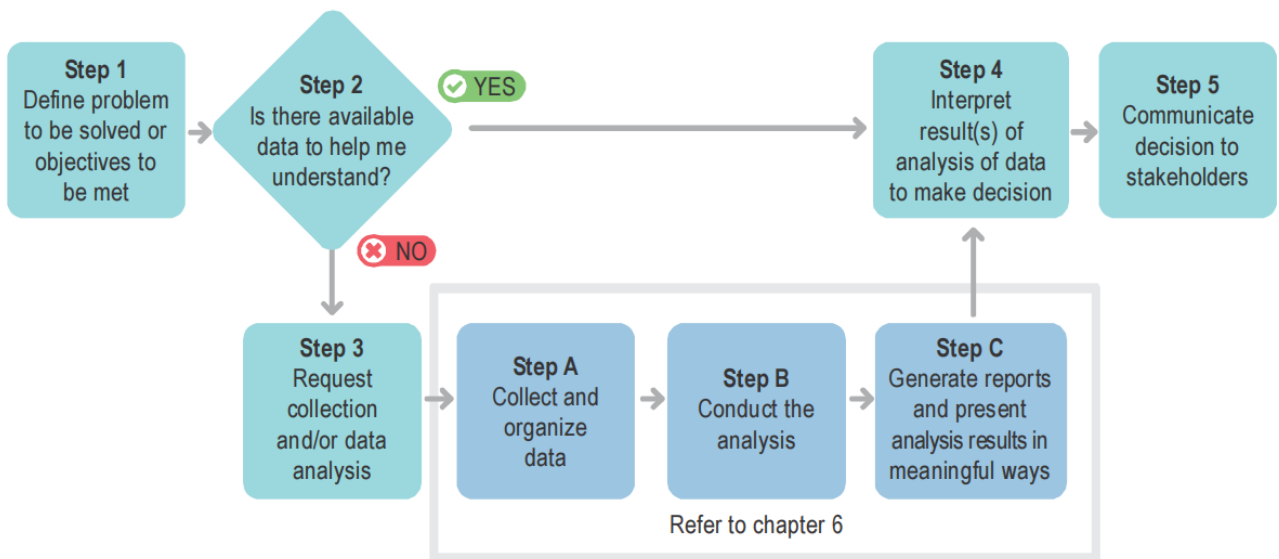 Step 1
Define problem
to be solved or
objectives to
be met
Step 2
Is there available
data to help me
understand?
YES
NO
Step 4
Interpret
result(s) of
analysis of data
to make decision
Step 5
Communicate
decision to
stakeholders
Step 3
Request
collection
and/or data
analysis
Step A
Collect and
organize
data
Step B
Conduct the
analysis
Step C
Generate reports
and present
analysis results in
meaningful ways
Refer to chapter 6